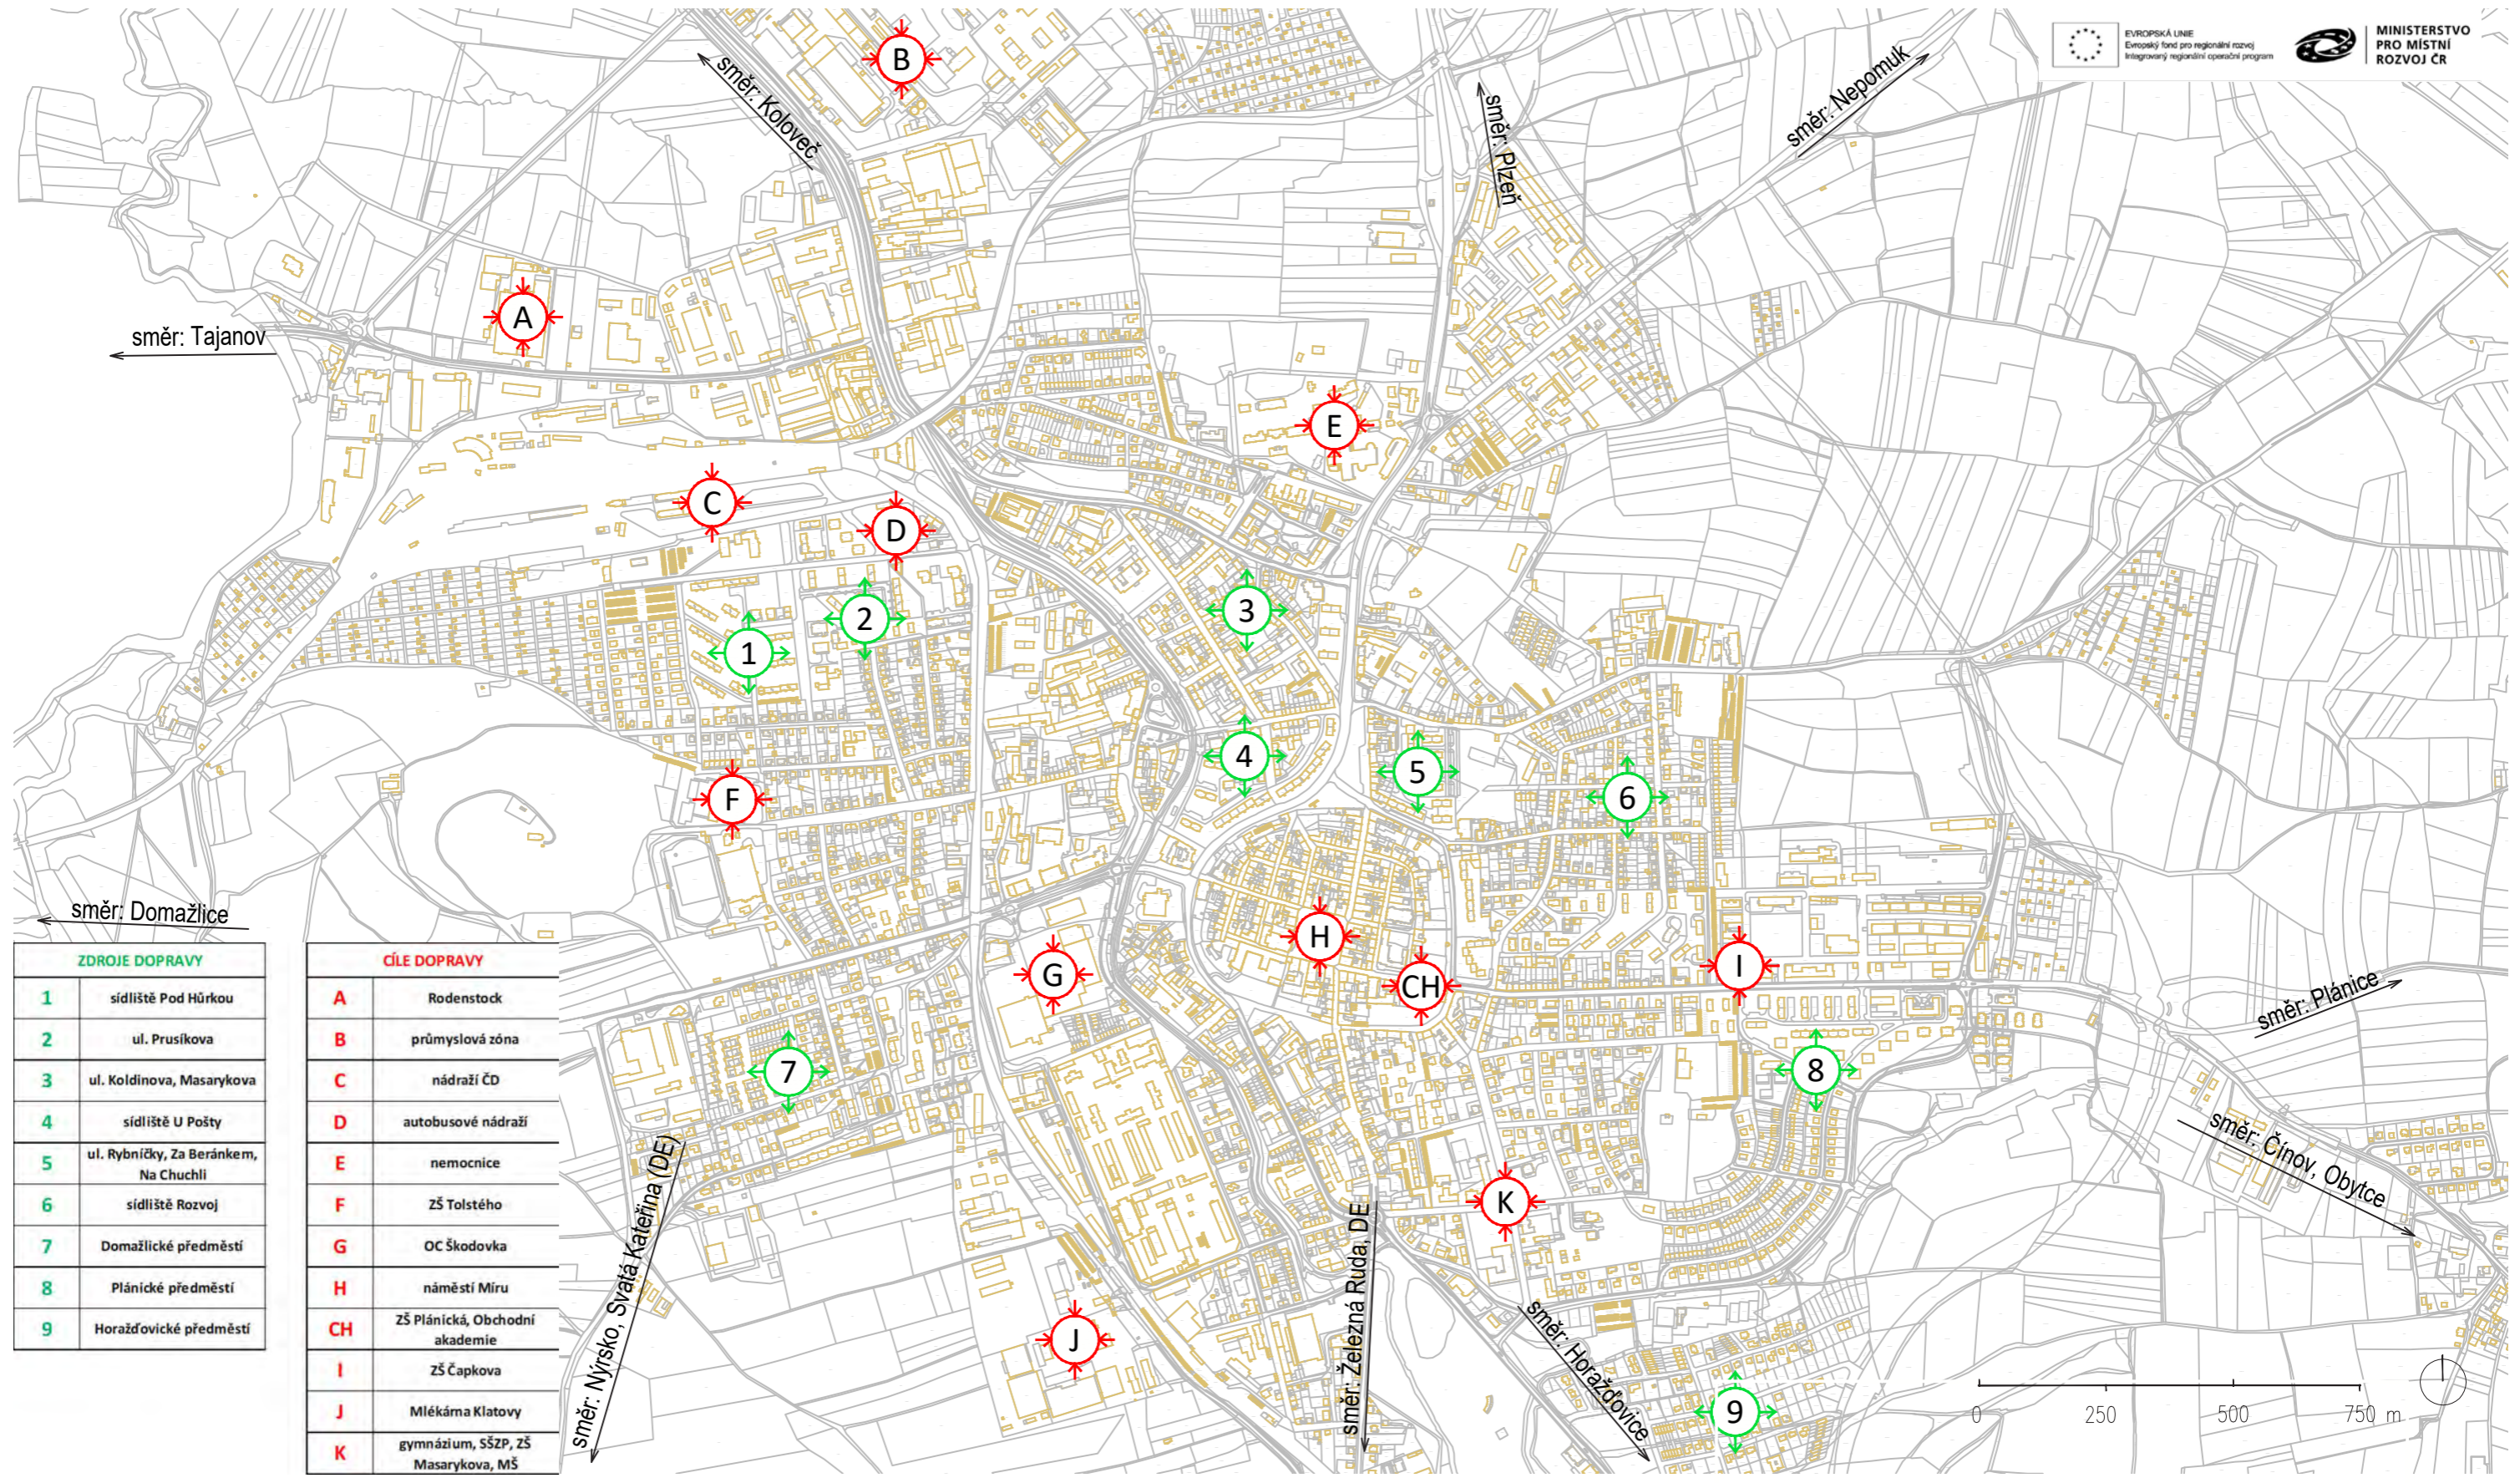 EVROPSKÁ UNIE
Evropský fond pro regionální rozvoj
Integrovaný regionální operační program
MINISTERSTVO
PRO MÍSTNÍ
ROZVOJ ČR
směr: Koloveč
směr: Plzeň
směr: Nepomuk
směr: Tajanov
směr: Domažlice
směr: Plánice
směr: Čínov, Obytce
směr: Nýrsko, Svatá Kateřina (DE)
směr: Železná Ruda, DE
směr: Horažďovice
B
A
E
C
D
3
2
1
4
5
6
F
H
I
G
CH
7
8
K
J
9
ZDROJE DOPRAVY
1 sídliště Pod Hůrkou
2 ul. Prusíkova
3 ul. Koldinova, Masarykova
4 sídliště U Pošty
5 ul. Rybníčky, Za Beránkem,
Na Chuchli
6 sídliště Rozvoj
7 Domažlické předměstí
8 Plánické předměstí
9 Horažďovické předměstí
CÍLE DOPRAVY
A Rodenstock
B průmyslová zóna
C nádraží ČD
D autobusové nádraží
E nemocnice
F ZŠ Tolstého
G OC Škodovka
H náměstí Míru
CH ZŠ Plánická, Obchodní
akademie
I ZŠ Čapkova
J Mlékárna Klatovy
K gymnázium, SŠZP, ZŠ
Masarykova, MŠ
0 250 500 750 m